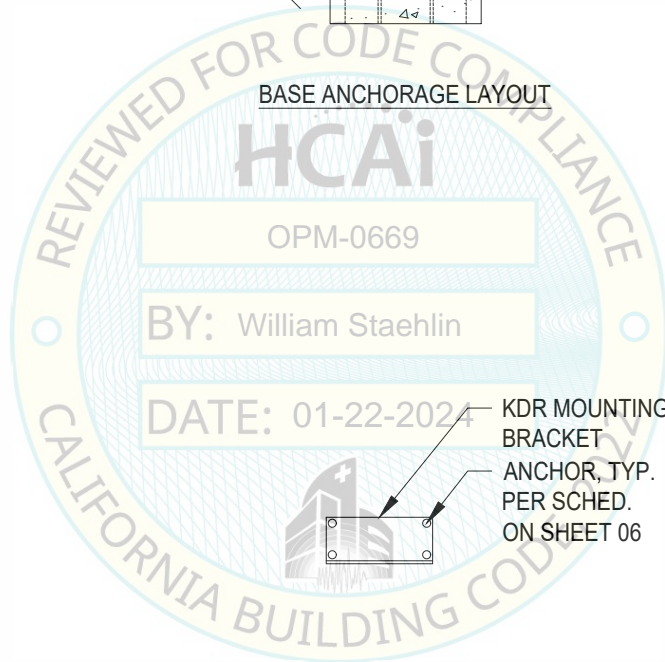 BASE ANCHORAGE LAYOUT
REVIEWED FOR CODE COMPLIANCE
HCAi
OPM-0669
BY: William Staehlin
DATE: 01-22-2024
KDR MOUNTING
BRACKET
ANCHOR, TYP.
PER SCHED.
ON SHEET 06
CALIFORNIA BUILDING CODE 2022